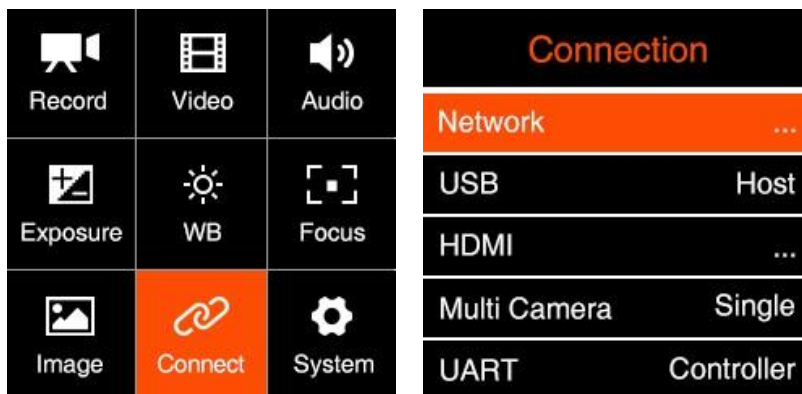 Record Video Audio
Exposure WB Focus
Image Connect System
Connection
Network ...
USB Host
HDMI ...
Multi Camera Single
UART Controller